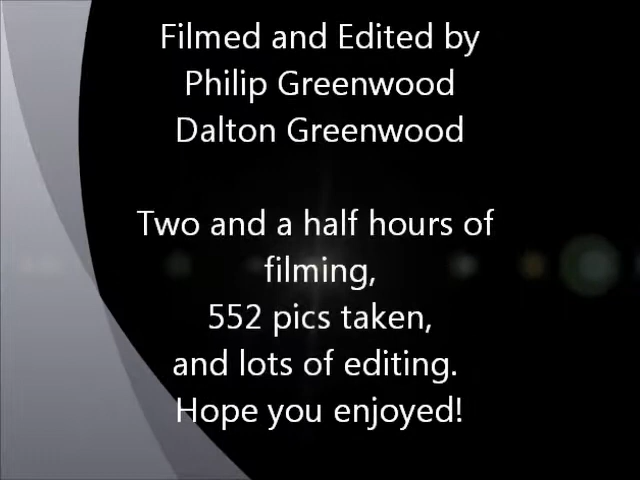 Filmed and Edited by
Philip Greenwood
Dalton Greenwood
Two and a half hours of
filming,
552 pics taken,
and lots of editing.
Hope you enjoyed!